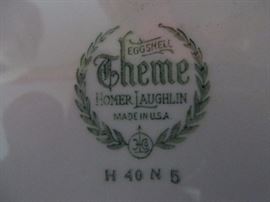 EGGSHELL
Theme
HOMER LAUGHLIN
MADE IN U.S.A.
H 40 N 5